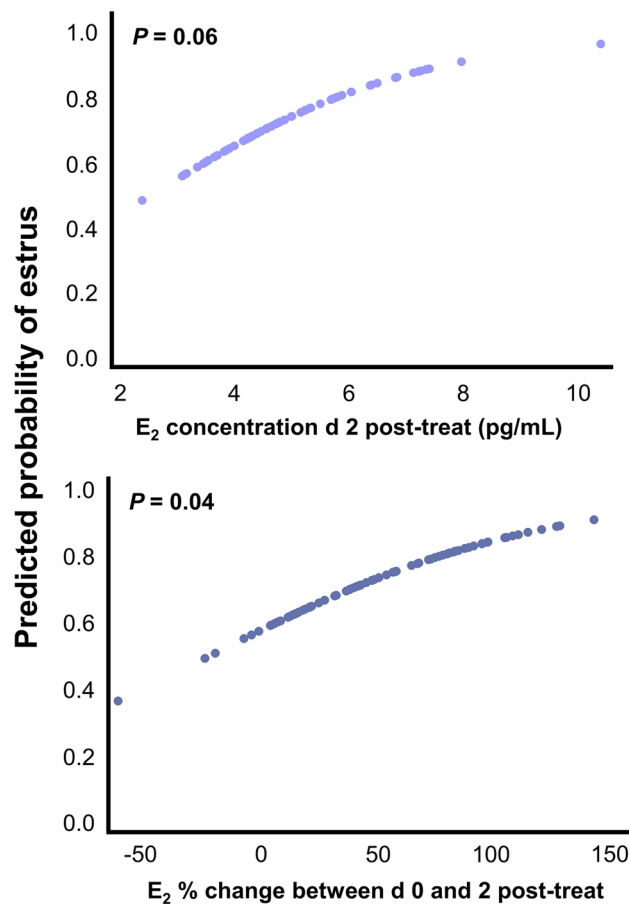 Predicted probability of estrus
P = 0.06
1.0
0.8
0.6
0.4
0.2
0.0
2 4 6 8 10
E₂ concentration d 2 post-treat (pg/mL)
P = 0.04
1.0
0.8
0.6
0.4
0.2
0.0
-50 0 50 100 150
E₂ % change between d 0 and 2 post-treat